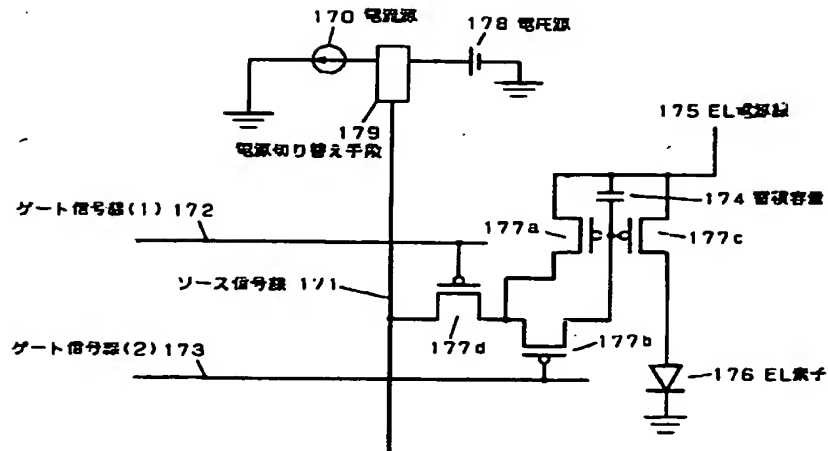 170 電流源
178 電圧源
179
電源切り替え手段
175 EL電源線
174 蓄積容量
ゲート信号線(1) 172
177a
177c
ソース信号線 171
177d
177b
ゲート信号線(2) 173
176 EL素子